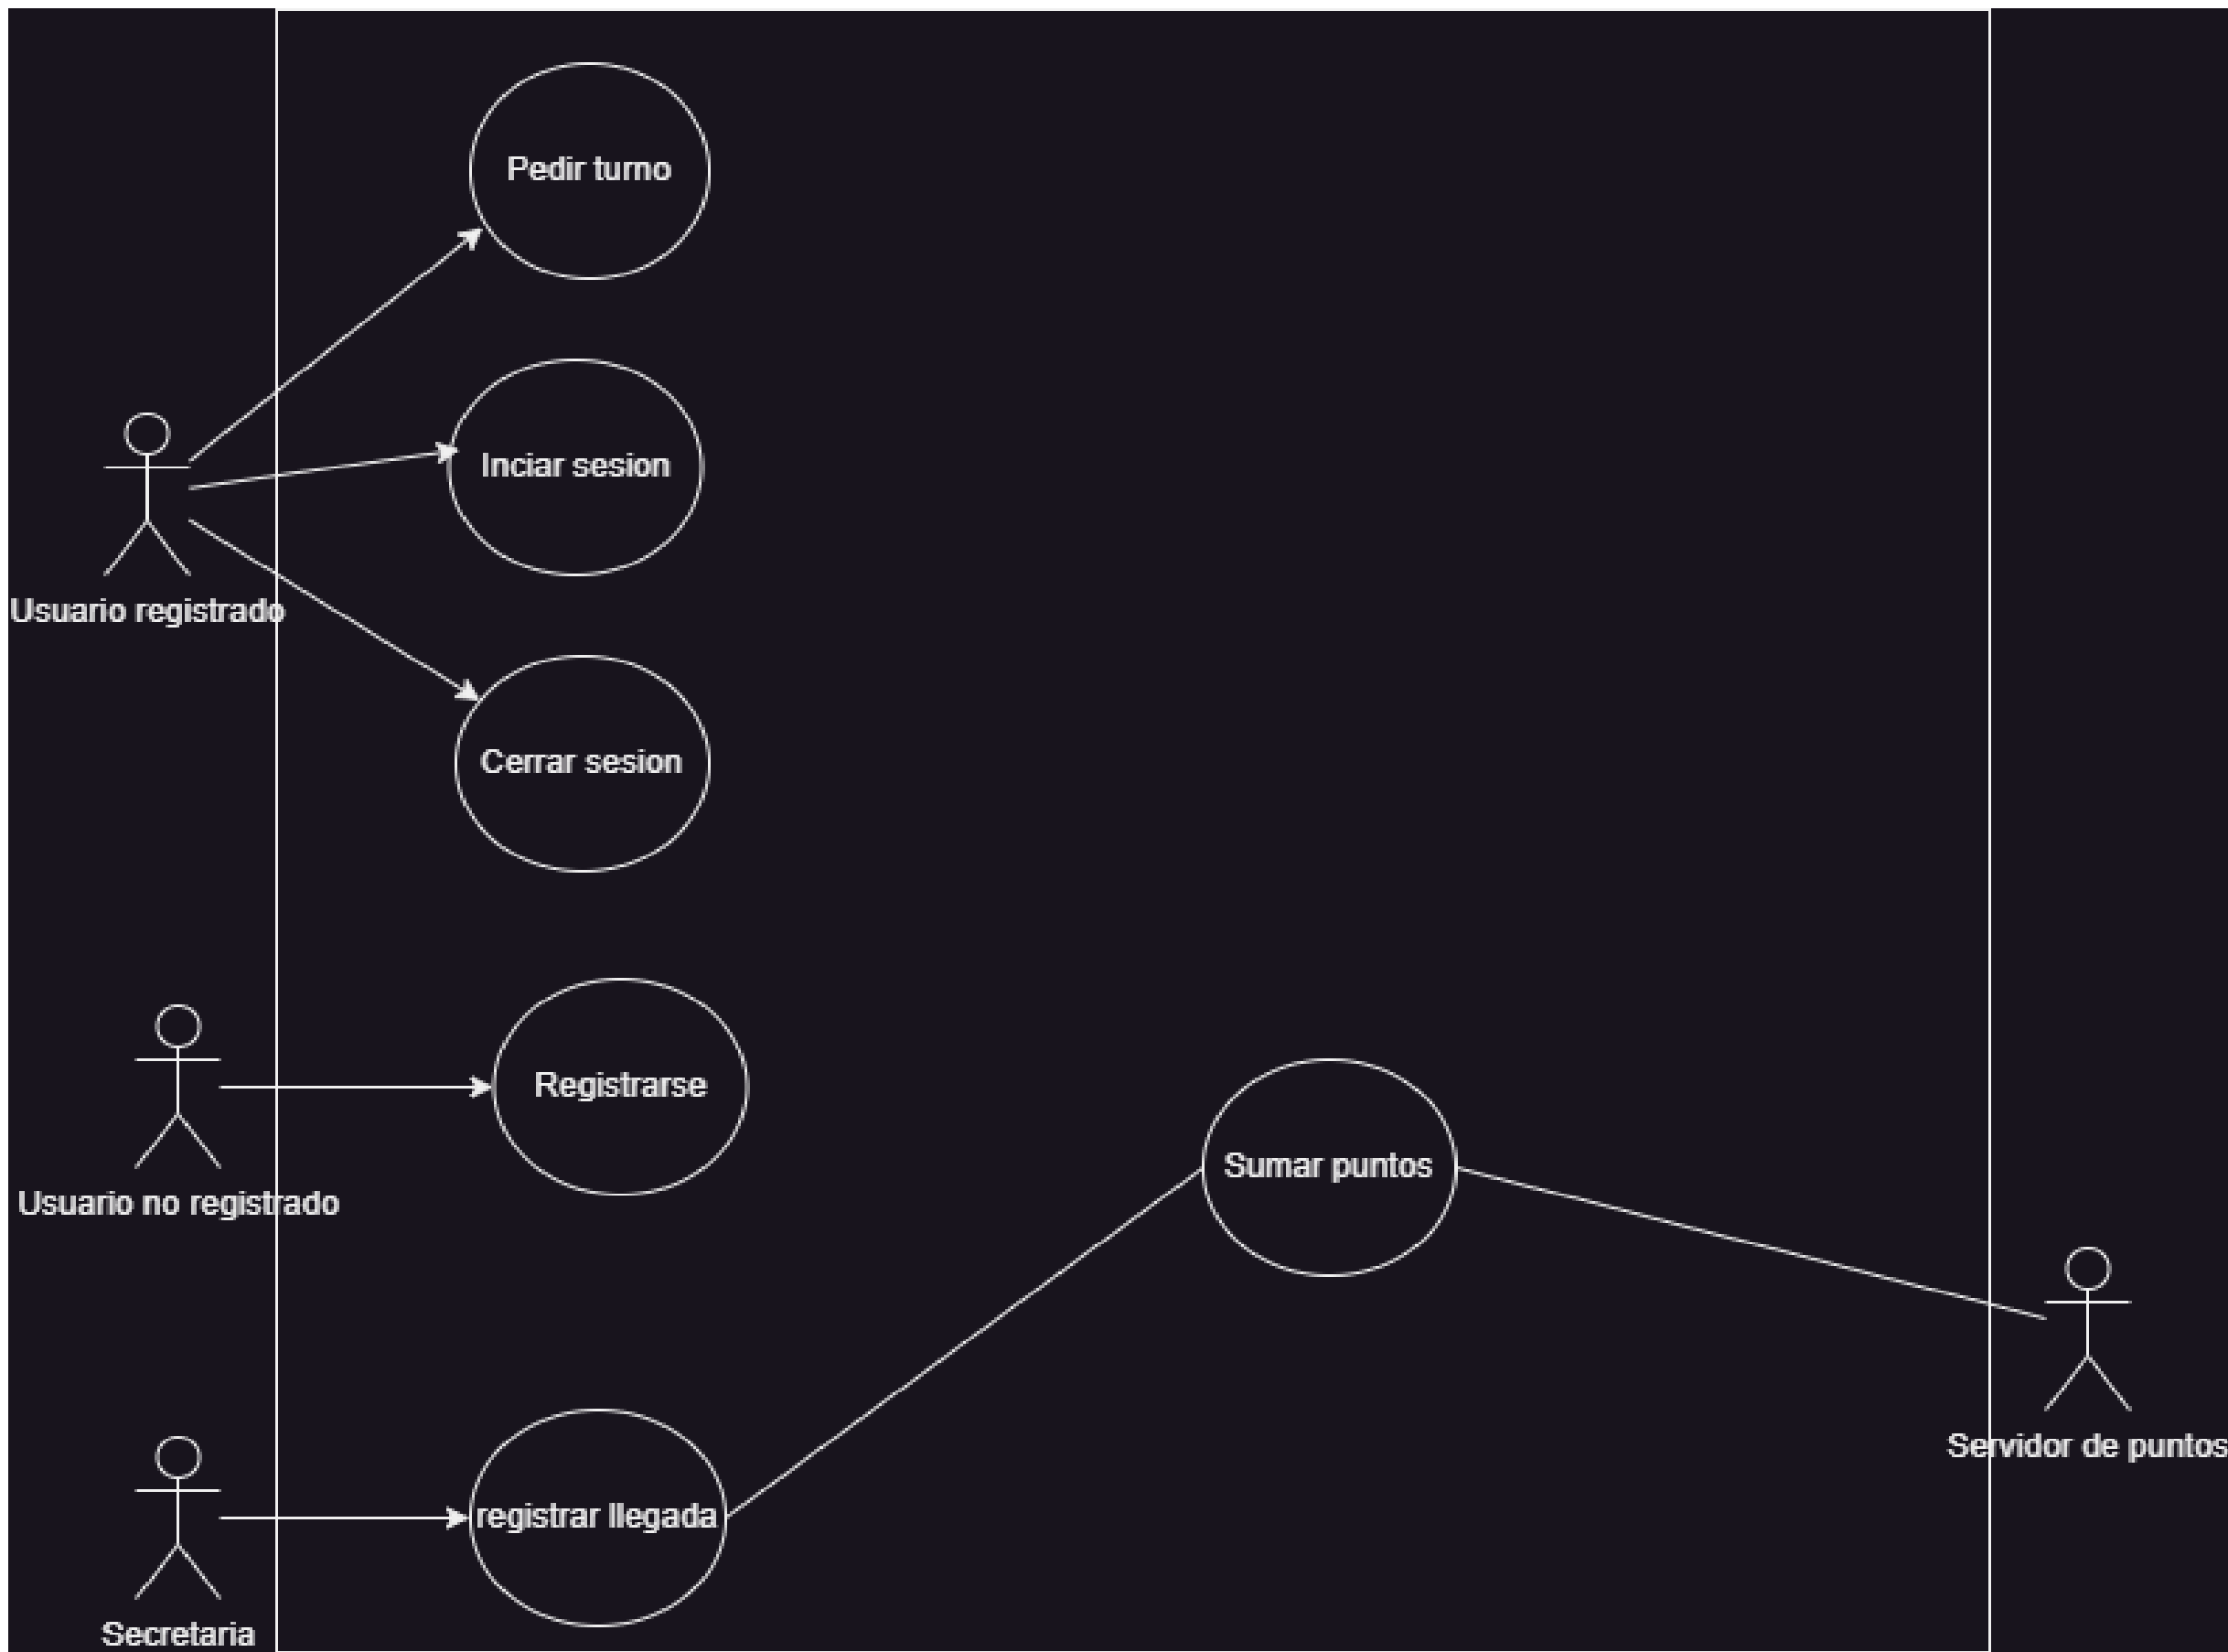 Pedir turno
Inciar sesion
Usuario registrado
Cerrar sesion
Registrarse
Sumar puntos
Usuario no registrado
Servidor de puntos
registrar llegada
Secretaria